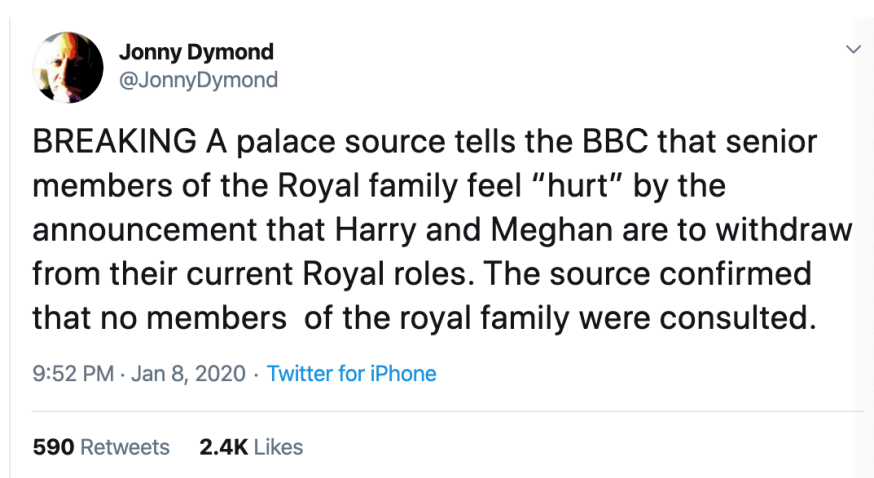 Jonny Dymond
@JonnyDymond
BREAKING A palace source tells the BBC that senior
members of the Royal family feel “hurt” by the
announcement that Harry and Meghan are to withdraw
from their current Royal roles. The source confirmed
that no members  of the royal family were consulted.
9:52 PM · Jan 8, 2020 · Twitter for iPhone
590 Retweets 2.4K Likes